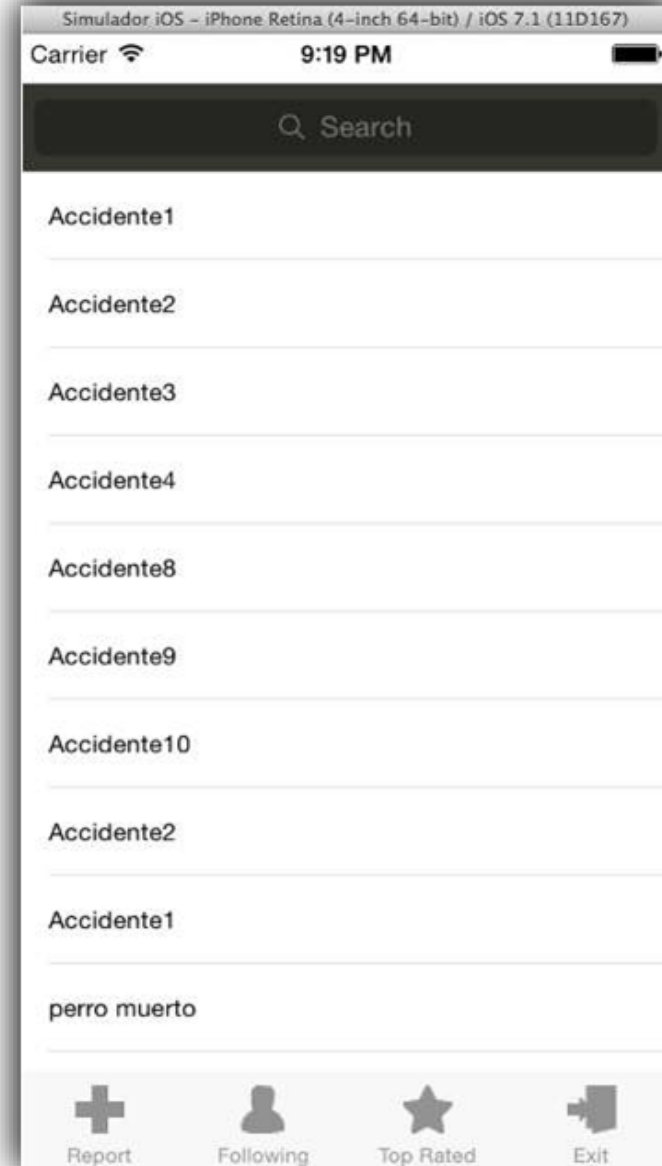 Simulador iOS - iPhone Retina (4-inch 64-bit) / iOS 7.1 (11D167)
Carrier 9:19 PM
Search
Accidente1
Accidente2
Accidente3
Accidente4
Accidente8
Accidente9
Accidente10
Accidente2
Accidente1
perro muerto
Report Following Top Rated Exit